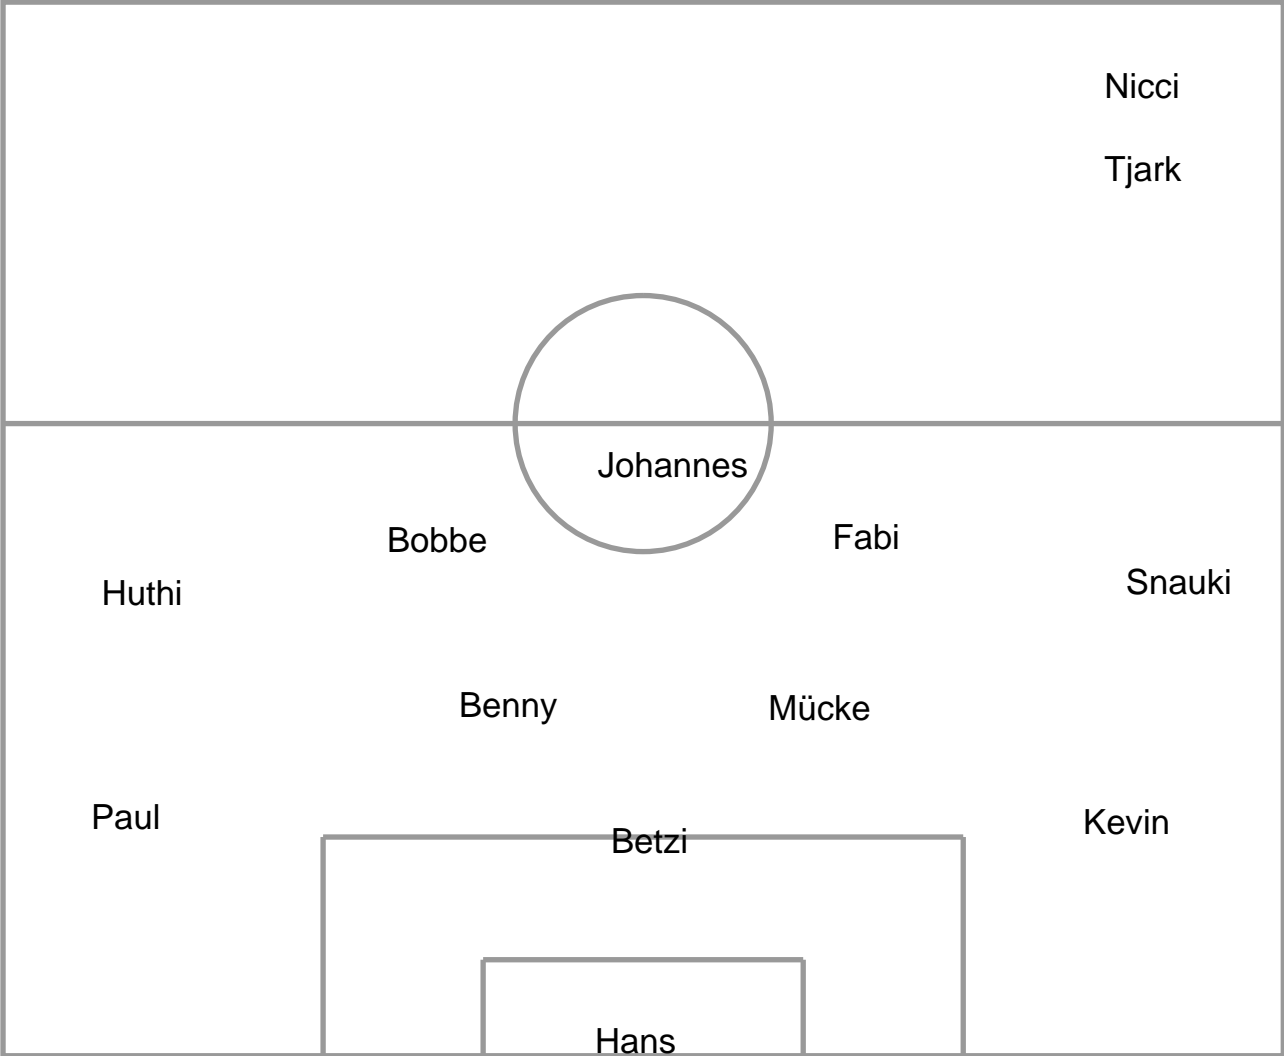 Nicci
Tjark
Johannes
Bobbe
Fabi
Huthi
Snauki
Benny
Mücke
Paul
Kevin
Betzi
Hans